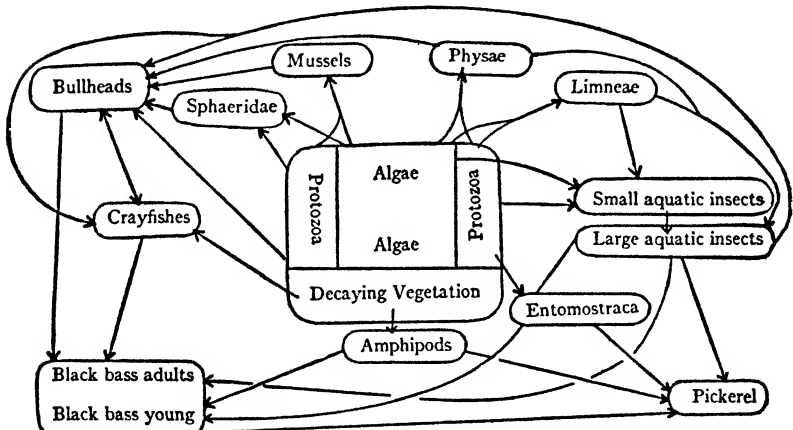 Mussels
Physae
Bullheads
Sphaeridae
Limneae
Protozoa
Algae
Protozoa
Small aquatic insects
Crayfishes
Algae
Large aquatic insects
Decaying Vegetation
Entomostraca
Amphipods
Black bass adults
Pickerel
Black bass young